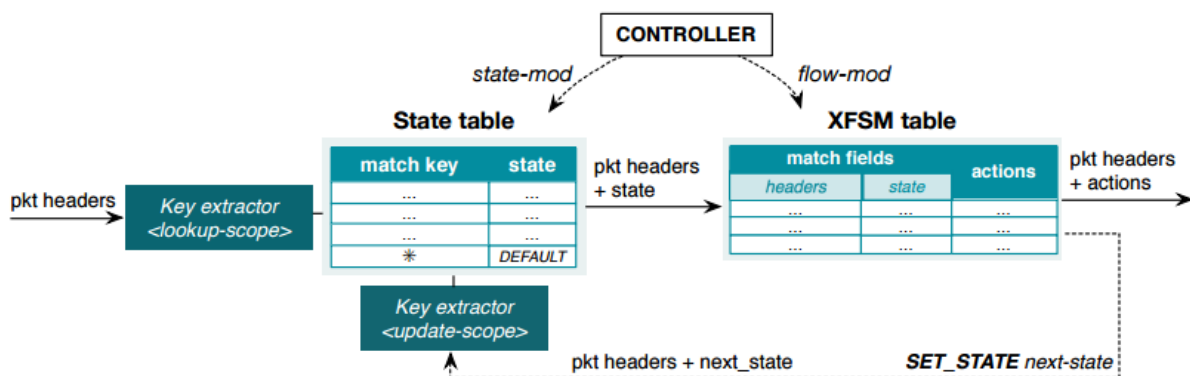 CONTROLLER
state-mod
flow-mod
State table
XFSM table
match key state
... ...
... ...
... ...
* DEFAULT
pkt headers
Key extractor
<lookup-scope>
pkt headers
+ state
match fields
actions
headers state
... ... ...
... ... ...
... ... ...
pkt headers
+ actions
Key extractor
<update-scope>
pkt headers + next_state
SET_STATE next-state